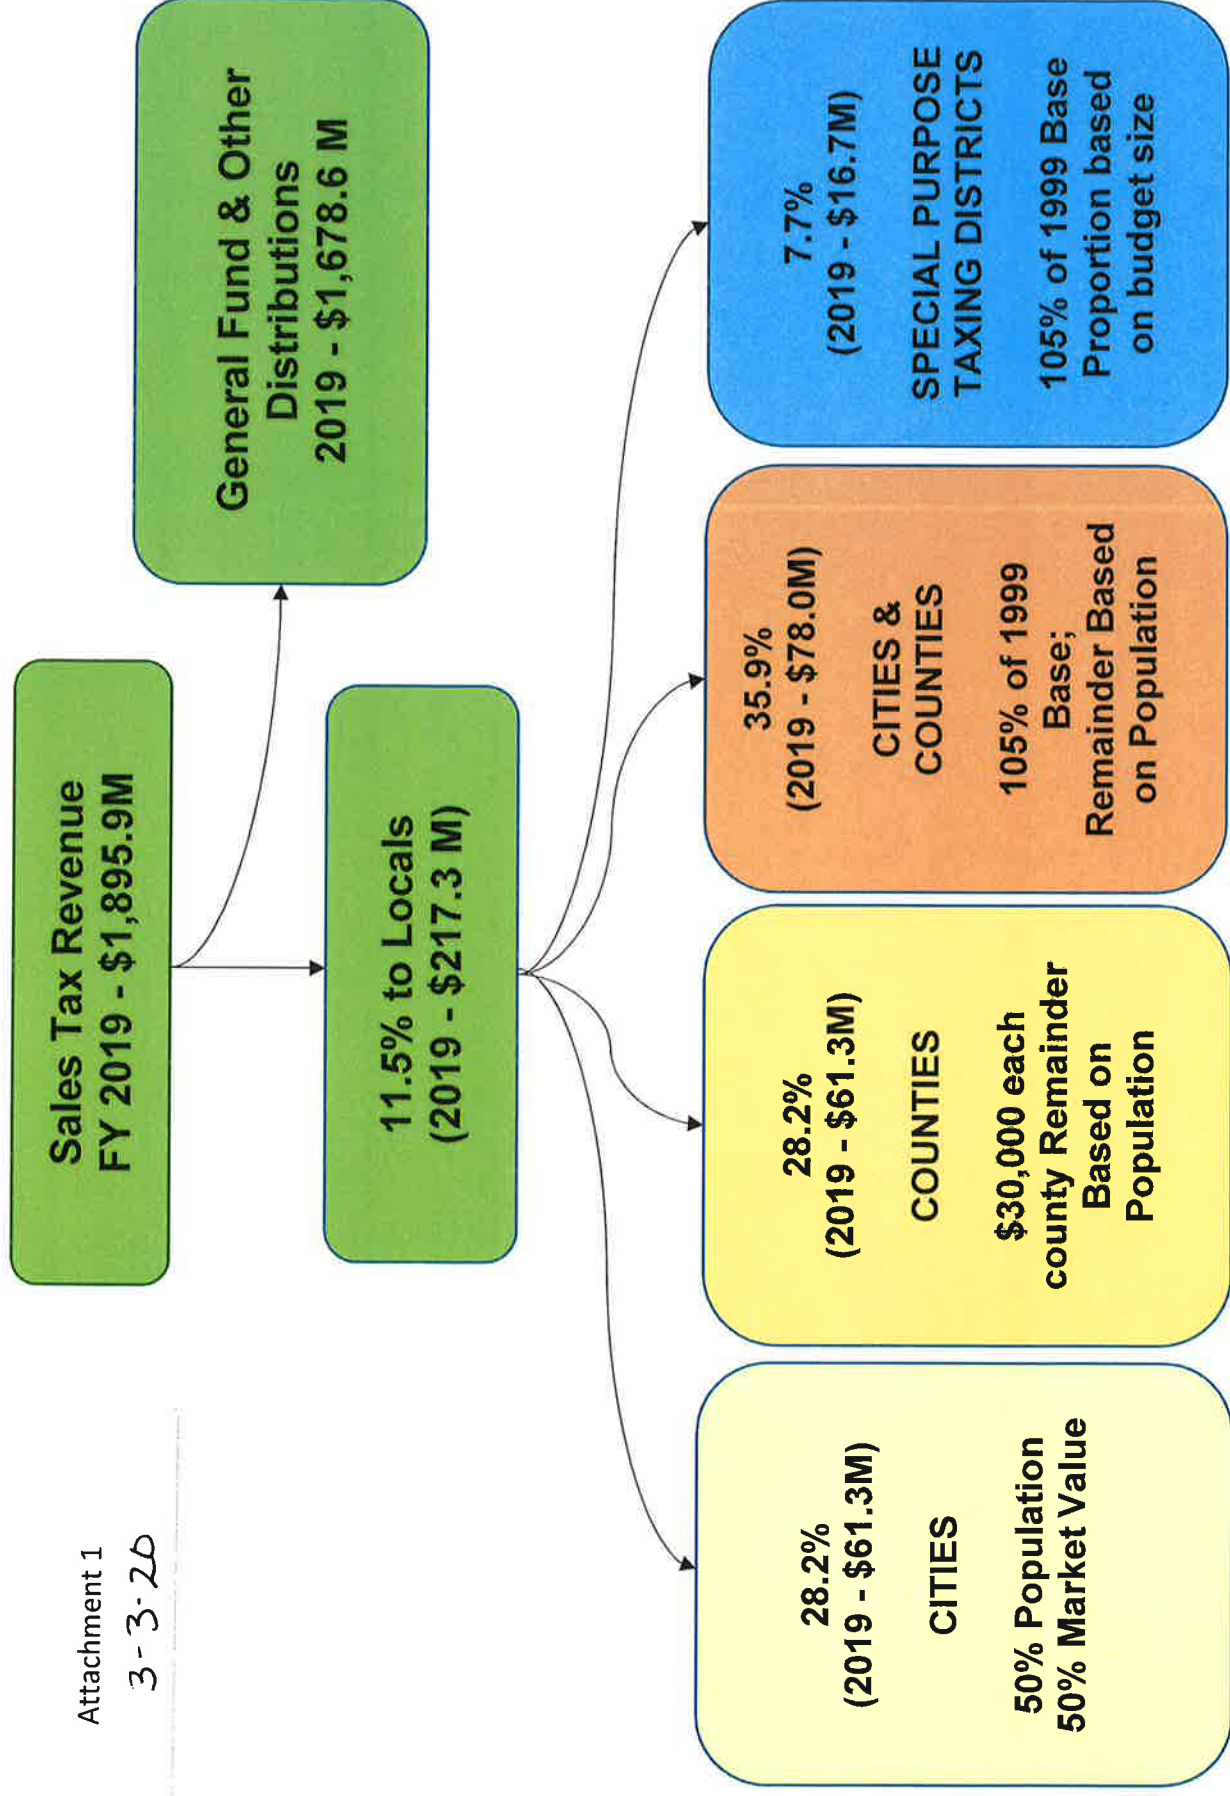 Attachment 1
3-3-20
Sales Tax Revenue
FY 2019 - $1,895.9M
General Fund & Other
Distributions
2019 - $1,678.6 M
11.5% to Locals
(2019 - $217.3 M)
28.2%
(2019 - $61.3M)
CITIES
50% Population
50% Market Value
28.2%
(2019 - $61.3M)
COUNTIES
$30,000 each
county Remainder
Based on
Population
35.9%
(2019 - $78.0M)
CITIES &
COUNTIES
105% of 1999
Base;
Remainder Based
on Population
7.7%
(2019 - $16.7M)
SPECIAL PURPOSE
TAXING DISTRICTS
105% of 1999 Base
Proportion based
on budget size